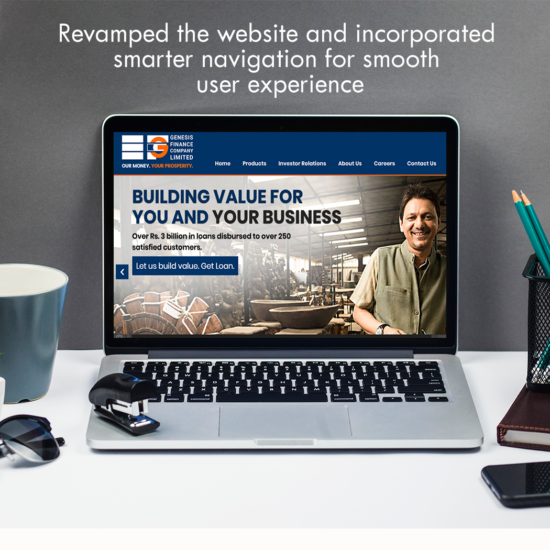 Revamped the website and incorporated
smarter navigation for smooth
user experience
GENESIS
FINANCE
COMPANY
LIMITED
OUR MONEY. YOUR PROSPERITY.
Home Products Investor Relations About Us Careers Contact Us
BUILDING VALUE FOR
YOU AND YOUR BUSINESS
Over Rs. 3 billion in loans disbursed to over 250
satisfied customers.
Let us build value. Get Loan.